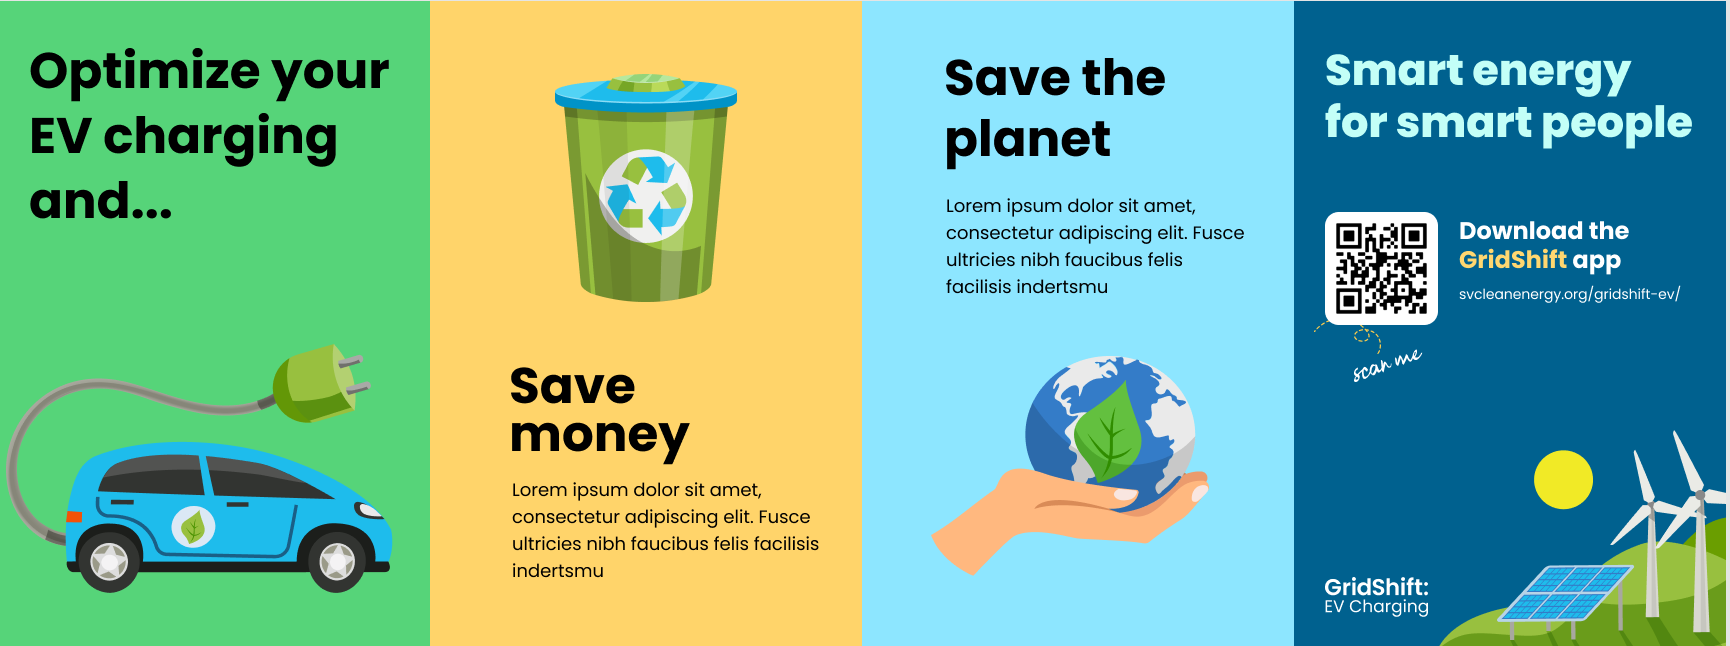 Optimize your
EV charging
and...
Save
money
Lorem ipsum dolor sit amet,
consectetur adipiscing elit. Fusce
ultricies nibh faucibus felis facilisis
indertsmu
Save the
planet
Lorem ipsum dolor sit amet,
consectetur adipiscing elit. Fusce
ultricies nibh faucibus felis
facilisis indertsmu
Smart energy
for smart people
Download the
GridShift app
svcleanenergy.org/gridshift-ev/
scan me
GridShift:
EV Charging